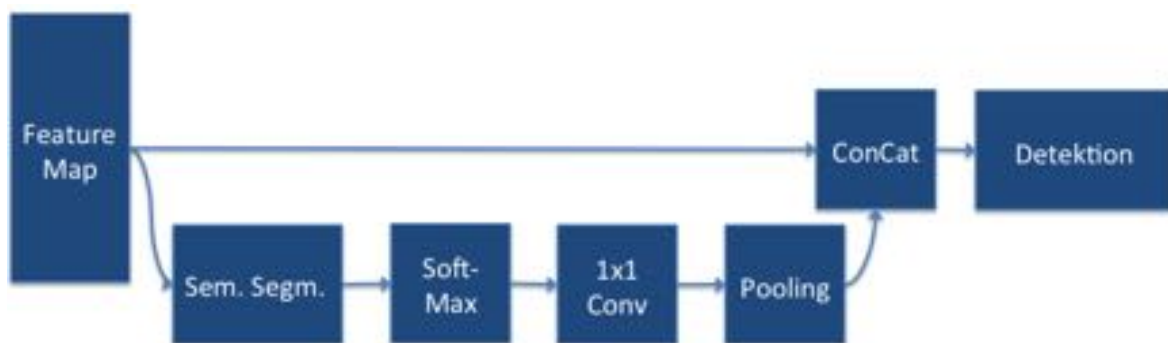 Feature
Map
ConCat
Detektion
Sem. Segm.
Soft-
Max
1x1
Conv
Pooling